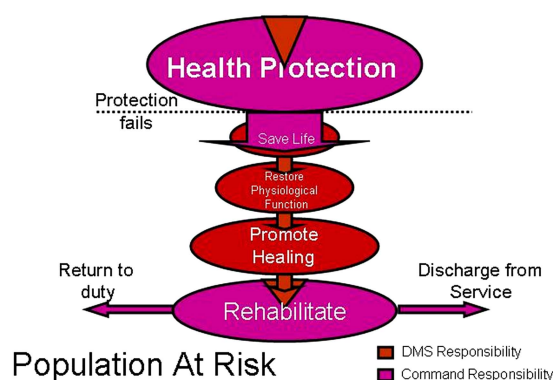 Health Protection
Protection
fails
Save Life
Restore
Physiological
Function
Promote
Healing
Return to
duty
Rehabilitate
Discharge from
Service
Population At Risk
DMS Responsibility
Command Responsibility